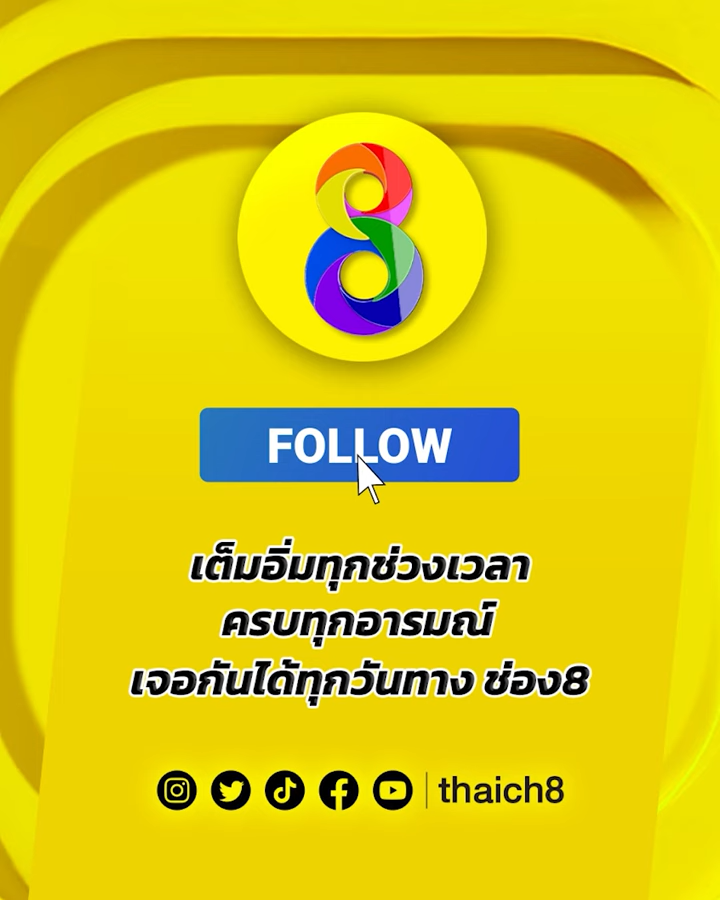 8
FOLLOW
เต็มอิ่มทุกช่วงเวลา
ครบทุกอารมณ์
เจอกันได้ทุกวันทาง ช่อง8
thaich8